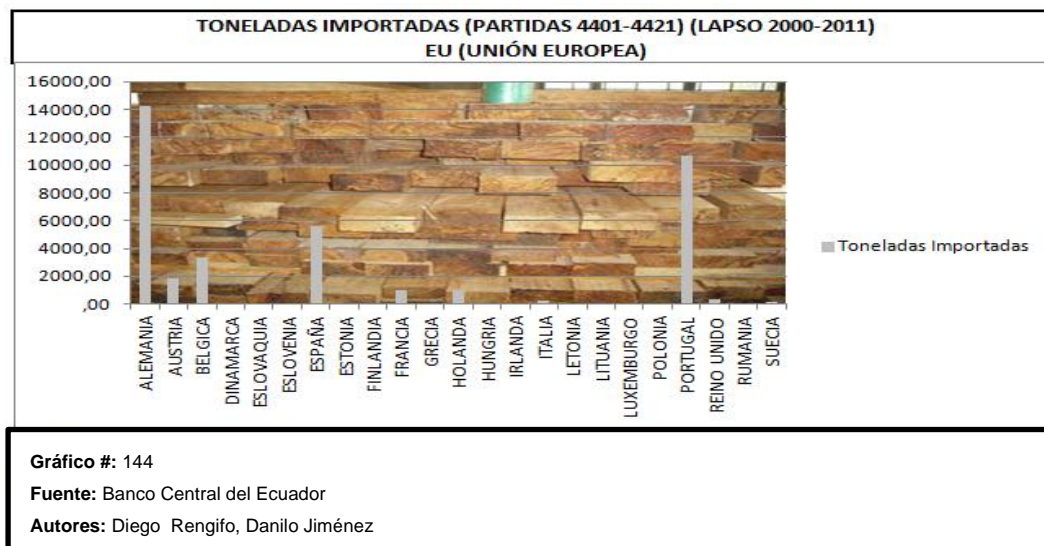 TONELADAS IMPORTADAS (PARTIDAS 4401-4421) (LAPSO 2000-2011)
EU (UNIÓN EUROPEA)
16000,00
14000,00
12000,00
10000,00
8000,00
6000,00
4000,00
2000,00
,00
ALEMANIA
AUSTRIA
BELGICA
DINAMARCA
ESLOVAQUIA
ESLOVENIA
ESPAÑA
ESTONIA
FINLANDIA
FRANCIA
GRECIA
HOLANDA
HUNGRIA
IRLANDA
ITALIA
LETONIA
LITUANIA
LUXEMBURGO
POLONIA
PORTUGAL
REINO UNIDO
RUMANIA
SUECIA
Toneladas Importadas
Gráfico #: 144
Fuente: Banco Central del Ecuador
Autores: Diego Rengifo, Danilo Jiménez